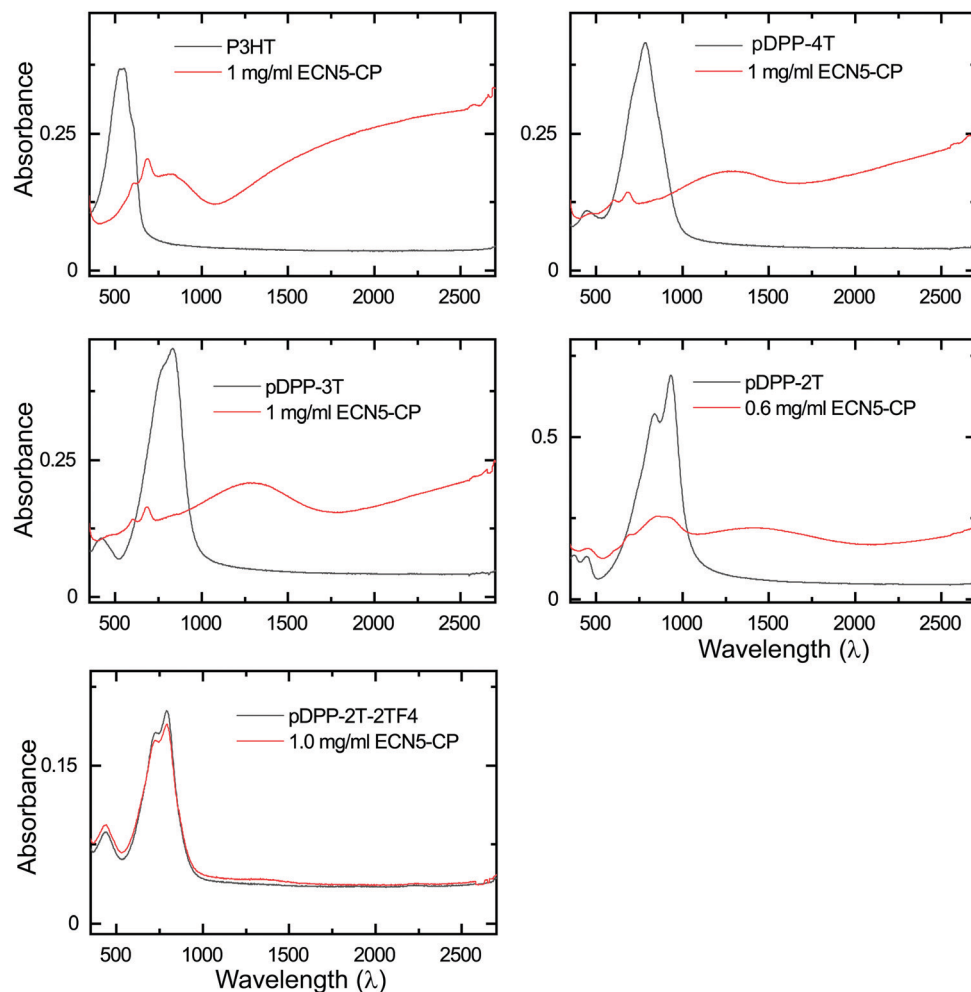 Absorbance
0.25
0
P3HT
1 mg/ml ECN5-CP
500 1000 1500 2000 2500
0.25
0
pDPP-4T
1 mg/ml ECN5-CP
500 1000 1500 2000 2500
Absorbance
0.25
0
pDPP-3T
1 mg/ml ECN5-CP
500 1000 1500 2000 2500
0.5
0
pDPP-2T
0.6 mg/ml ECN5-CP
500 1000 1500 2000 2500
Wavelength (λ)
Absorbance
0.15
0
pDPP-2T-2TF4
1.0 mg/ml ECN5-CP
500 1000 1500 2000 2500
Wavelength (λ)